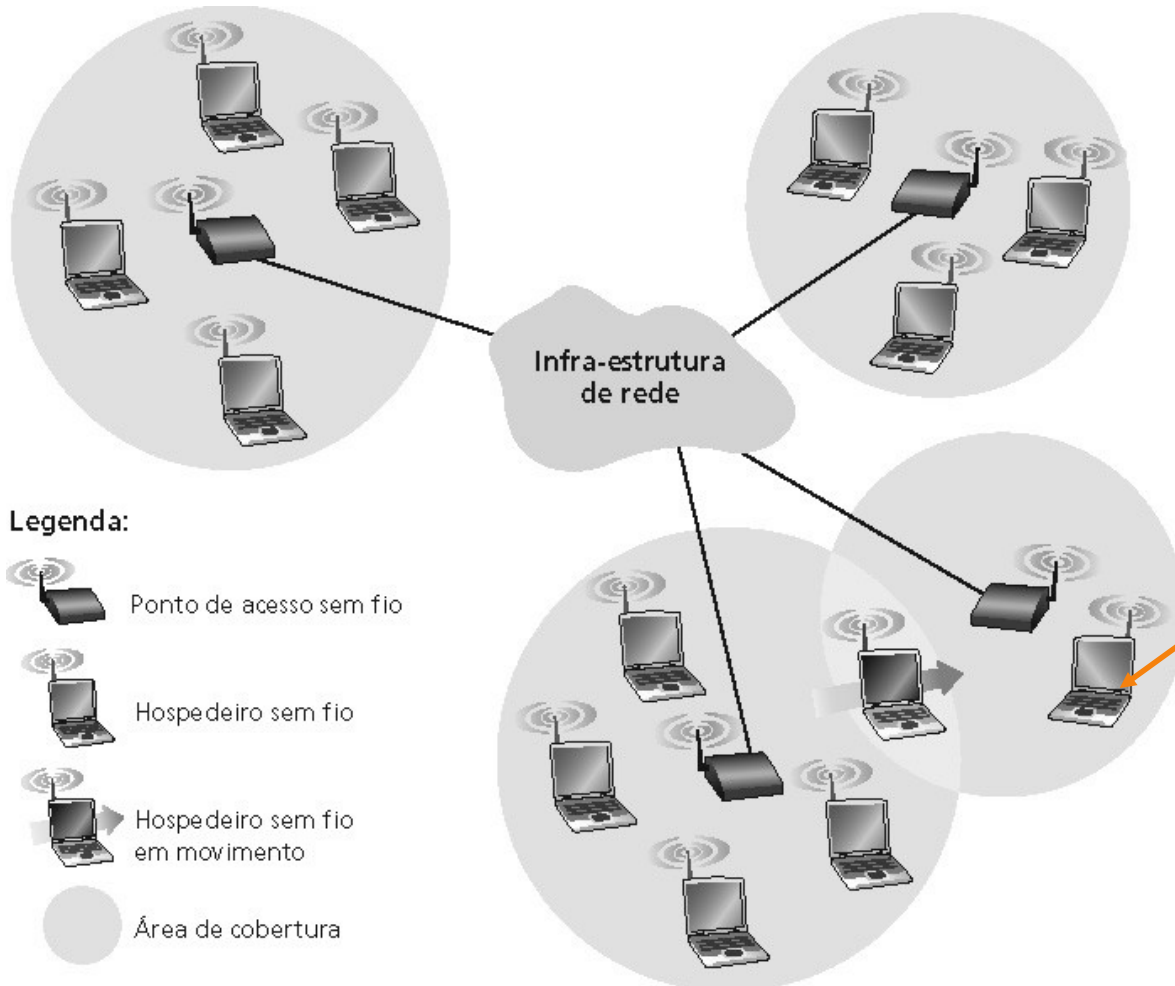 Infra-estrutura
de rede
Legenda:
Ponto de acesso sem fio
Hospedeiro sem fio
Hospedeiro sem fio
em movimento
Área de cobertura